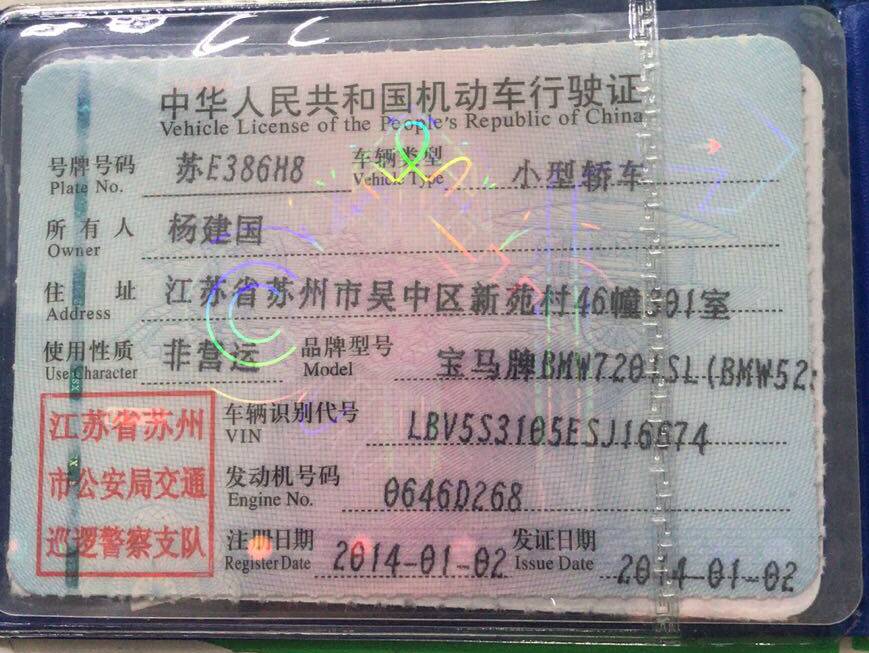 中华人民共和国机动车行驶证
Vehicle License of the People's Republic of China
号牌号码 苏E386H8 车辆类型 小型轿车
Plate No. Vehicle Type
所有人 杨建国
Owner
住址 江苏省苏州市吴中区新苑村46幢501室
Address
使用性质 非营运 品牌型号 宝马牌BMW7201SL(BMW52
Use Character Model
江苏省苏州
市公安局交通
巡逻警察支队
车辆识别代号 LBV5S3105ESJ16674
VIN
发动机号码 0646D268
Engine No.
注册日期 2014-01-02 发证日期 2014-01-02
Register Date Issue Date